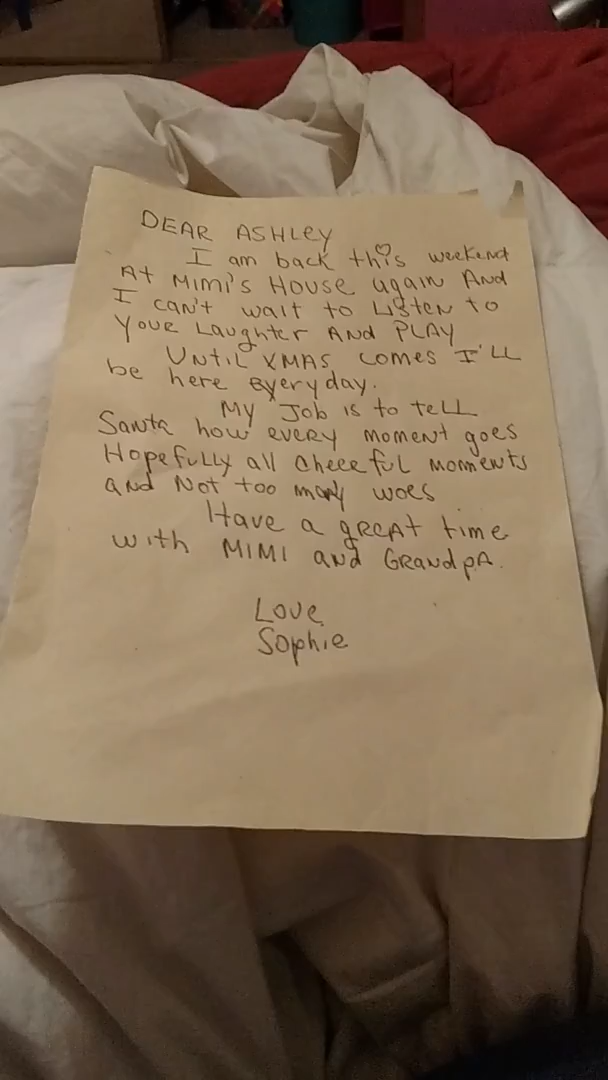 DEAR ASHLEY
I am back this weekend
At Mimi's House again And
I can't wait to Listen to
Your Laughter AND PLAY
UNtiL XMAS comes I'LL
be here everyday.
My Job is to teLL
Santa how every moment goes
HopefuLLy all cheerful moments
and Not too many woes
Have a great time
with MIMI and GRandpA.
Love
Sophie